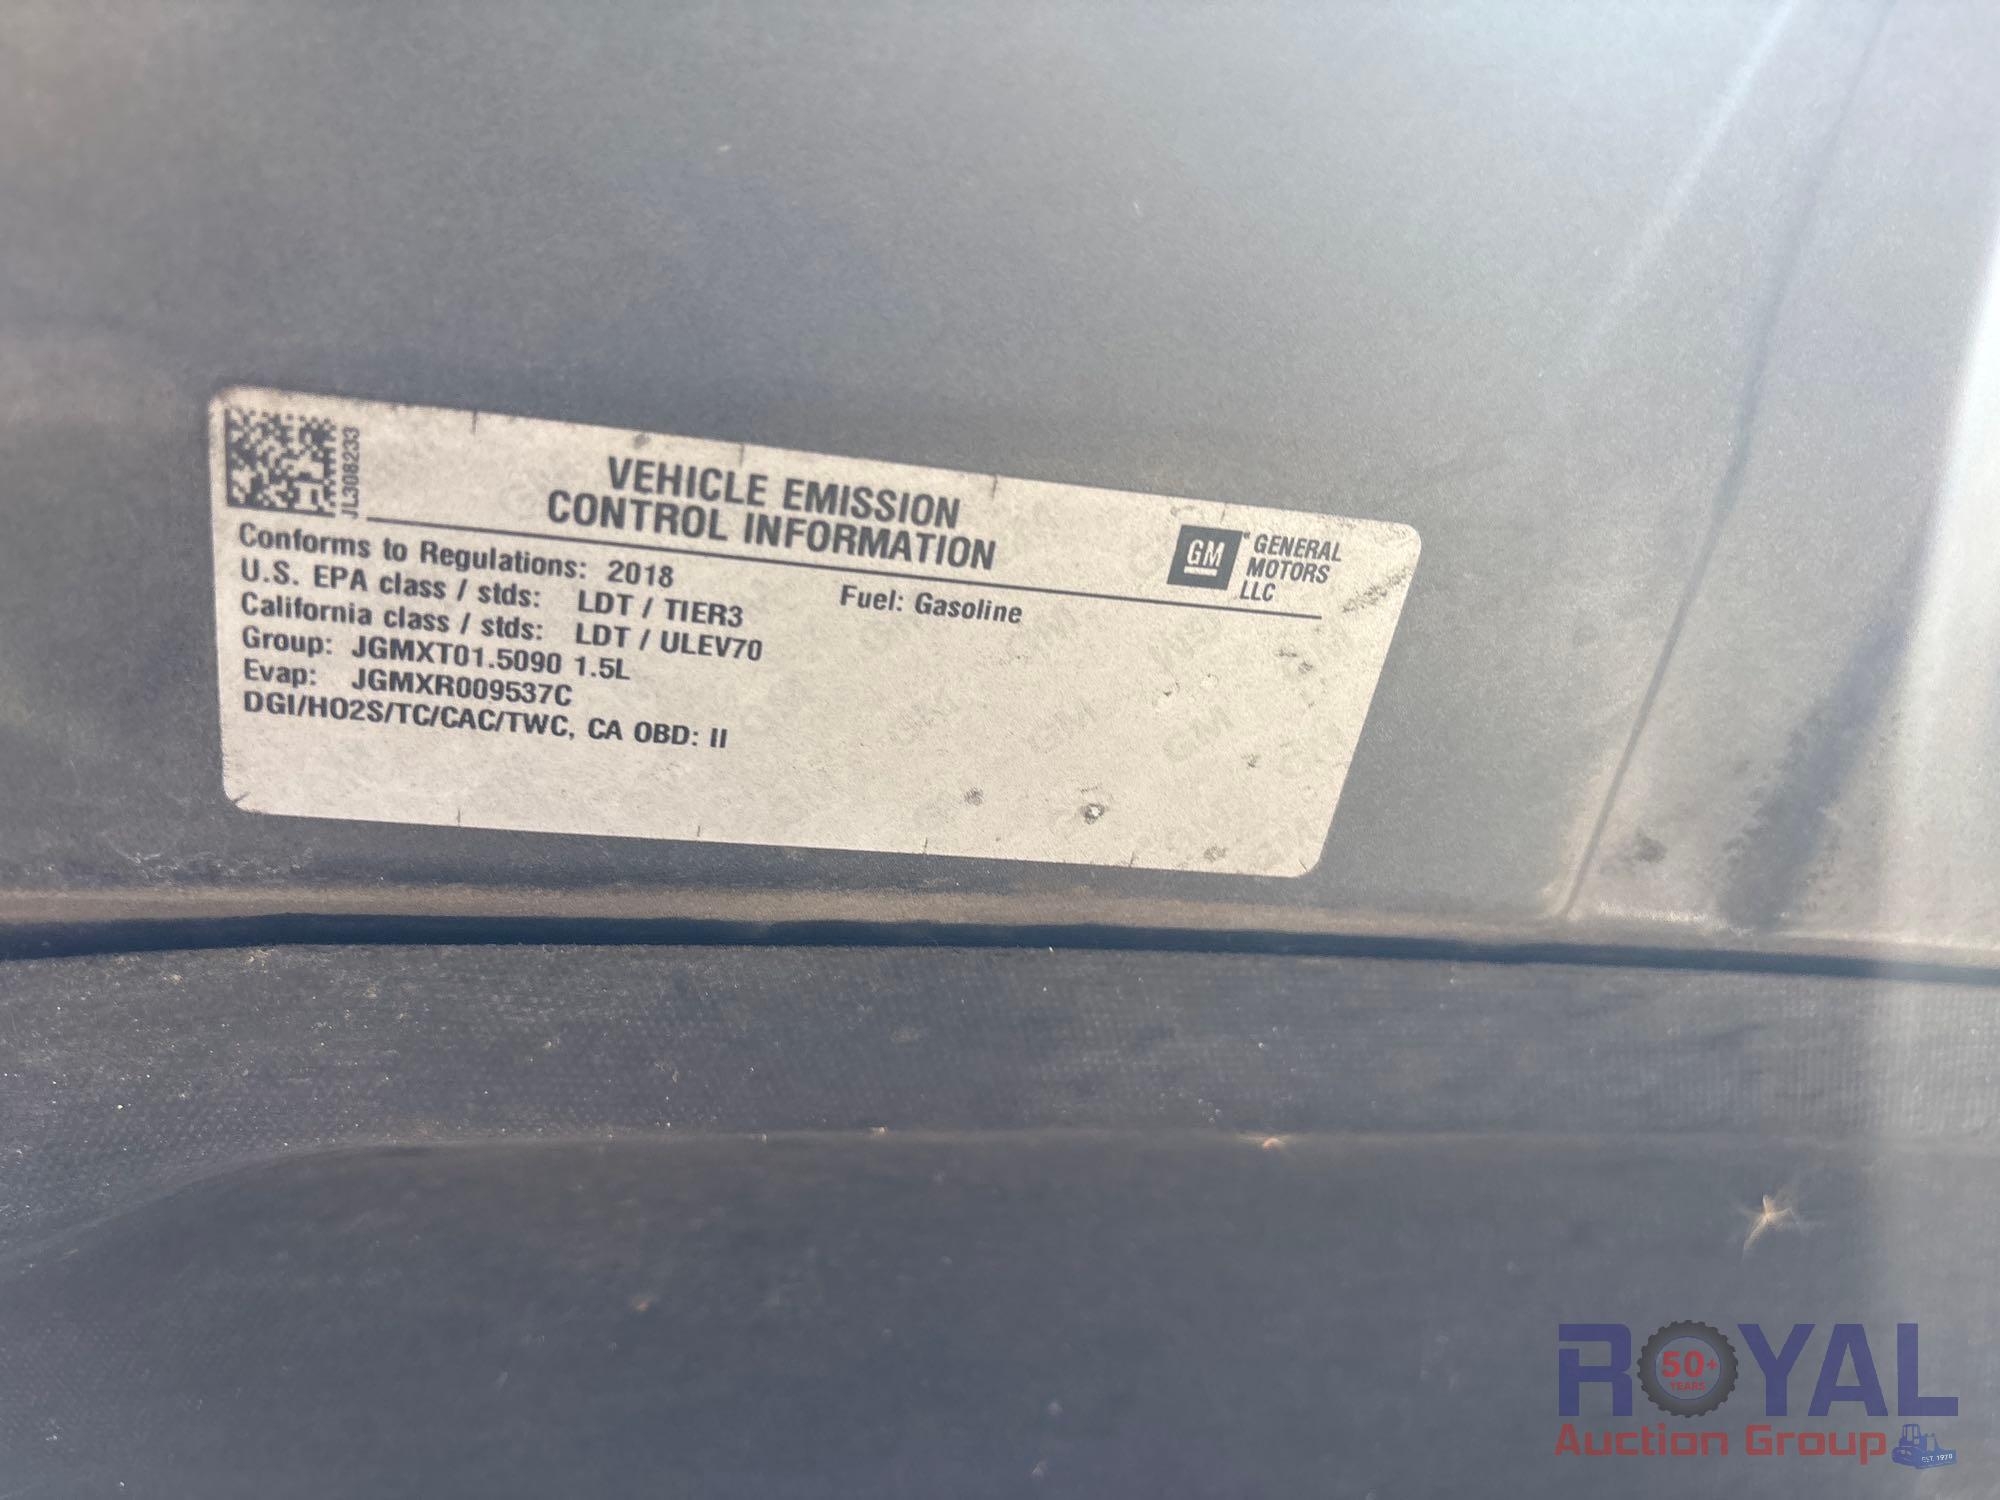 JL308233
VEHICLE EMISSION
CONTROL INFORMATION
GM
GENERAL
MOTORS
LLC
Conforms to Regulations: 2018
Fuel: Gasoline
U.S. EPA class / stds: LDT / TIER3
California class / stds: LDT / ULEV70
Group: JGMXT01.5090 1.5L
Evap: JGMXR009537C
DGI/HO2S/TC/CAC/TWC, CA OBD: II
ROYAL
50+
YEARS
Auction Group
EST. 1970